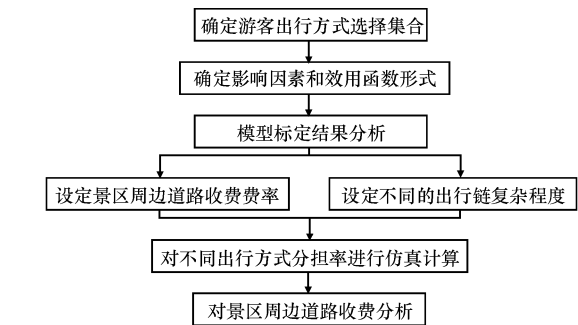 确定游客出行方式选择集合
确定影响因素和效用函数形式
模型标定结果分析
设定景区周边道路收费费率
设定不同的出行链复杂程度
对不同出行方式分担率进行仿真计算
对景区周边道路收费分析